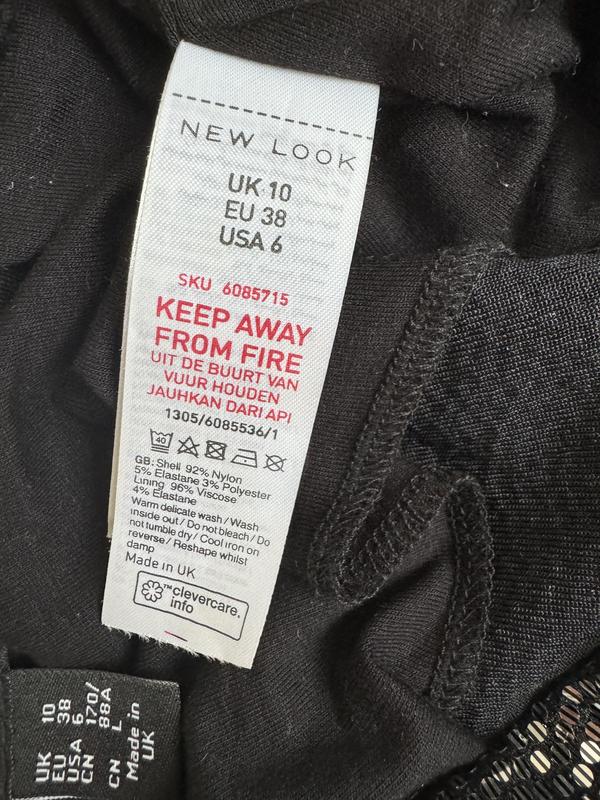 NEW LOOK
UK 10
EU 38
USA 6
SKU 6085715
KEEP AWAY
FROM FIRE
UIT DE BUURT VAN
VUUR HOUDEN
JAUHKAN DARI API
1305/6085536/1
40
GB: Shell 92% Nylon
5% Elastane 3% Polyester
Lining 96% Viscose
4% Elastane
Warm delicate wash / Wash
inside out / Do not bleach / Do
not tumble dry / Cool iron on
reverse / Reshape whilst
damp
Made in UK
™clevercare.
info
UK 10
EU 38
USA 6
CN 170/
88A
CN L
Made in
UK